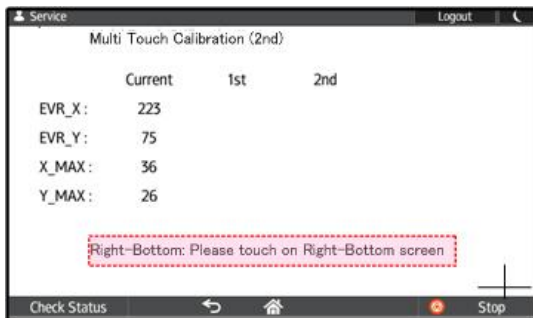 Service Logout
Multi Touch Calibration (2nd)
Current 1st 2nd
EVR_X : 223
EVR_Y : 75
X_MAX : 36
Y_MAX : 26
Right-Bottom: Please touch on Right-Bottom screen
Check Status Stop